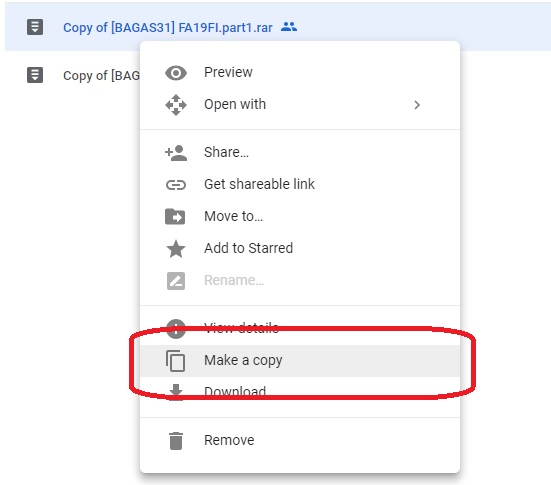 Copy of [BAGAS31] FA19FI.part1.rar
Copy of [BAG
Preview
Open with
Share...
Get shareable link
Move to...
Add to Starred
Rename...
View details
Make a copy
Download
Remove